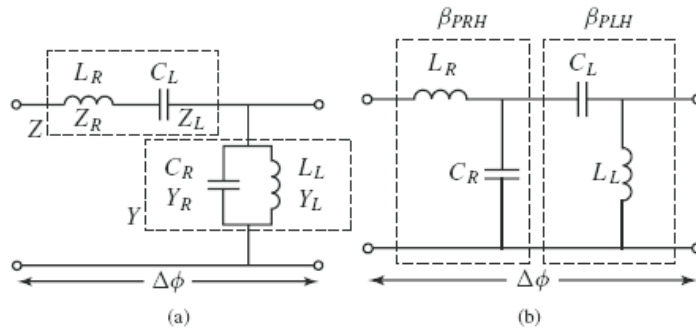 β_PRH β_PLH
L_R C_L
Z Z_R Z_L
C_R L_L
Y_R Y_L
Y
Δϕ
(a)
L_R C_L
C_R L_L
Δϕ
(b)